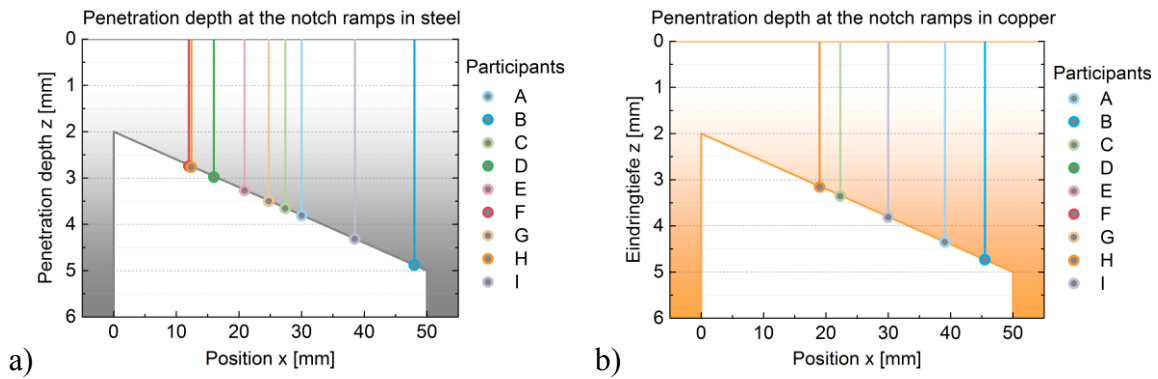 Penetration depth at the notch ramps in steel
0
1
2
3
4
5
6
Penetration depth z [mm]
0 10 20 30 40 50
Position x [mm]
Participants
A
B
C
D
E
F
G
H
I
a)
Penentration depth at the notch ramps in copper
0
1
2
3
4
5
6
Eindringtiefe z [mm]
0 10 20 30 40 50
Position x [mm]
Participants
A
B
C
D
E
F
G
H
I
b)